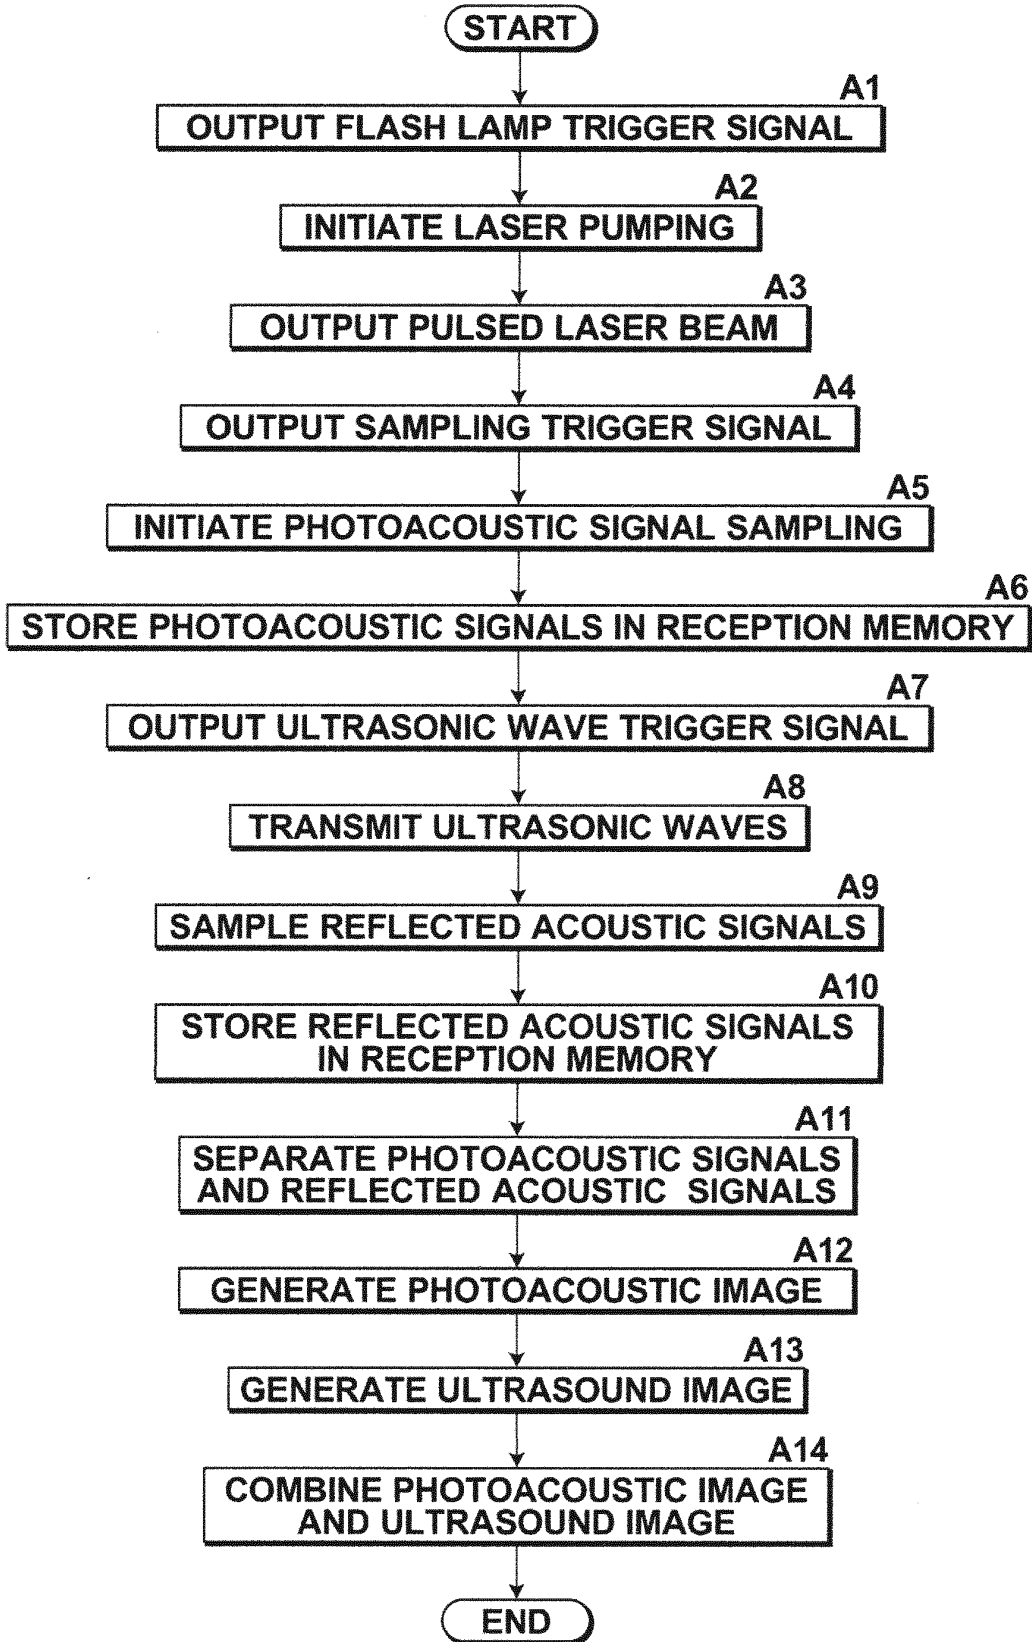 START
A1
OUTPUT FLASH LAMP TRIGGER SIGNAL
A2
INITIATE LASER PUMPING
A3
OUTPUT PULSED LASER BEAM
A4
OUTPUT SAMPLING TRIGGER SIGNAL
A5
INITIATE PHOTOACOUSTIC SIGNAL SAMPLING
A6
STORE PHOTOACOUSTIC SIGNALS IN RECEPTION MEMORY
A7
OUTPUT ULTRASONIC WAVE TRIGGER SIGNAL
A8
TRANSMIT ULTRASONIC WAVES
A9
SAMPLE REFLECTED ACOUSTIC SIGNALS
A10
STORE REFLECTED ACOUSTIC SIGNALS
IN RECEPTION MEMORY
A11
SEPARATE PHOTOACOUSTIC SIGNALS
AND REFLECTED ACOUSTIC SIGNALS
A12
GENERATE PHOTOACOUSTIC IMAGE
A13
GENERATE ULTRASOUND IMAGE
A14
COMBINE PHOTOACOUSTIC IMAGE
AND ULTRASOUND IMAGE
END